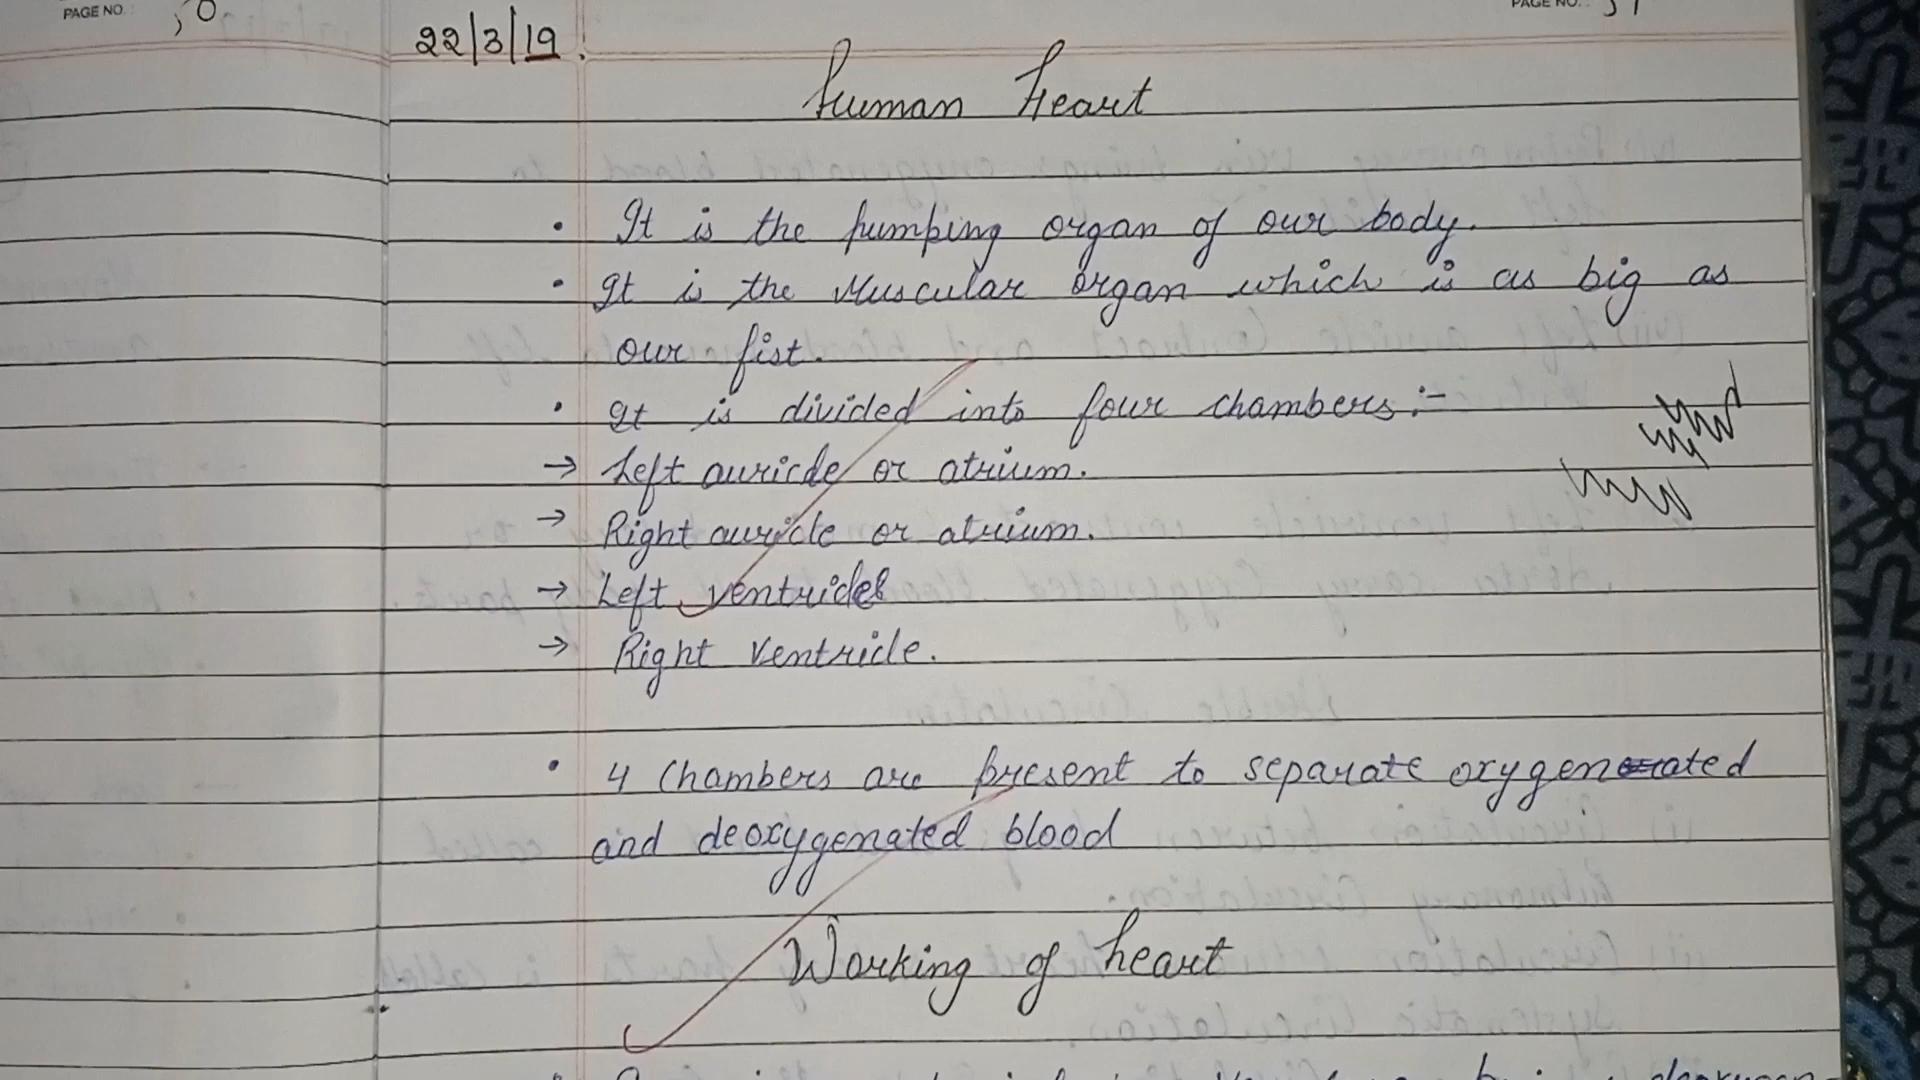 PAGE NO. :
PAGE NO. :
22/3/19
Human Heart
• It is the pumping organ of our body.
• It is the Muscular organ which is as big as
our fist.
• It is divided into four chambers :-
→ Left auricle or atrium.
→ Right auricle or atrium.
→ Left ventricle
→ Right Ventricle.
• 4 Chambers are present to separate oxygenated
and deoxygenated blood
Working of heart